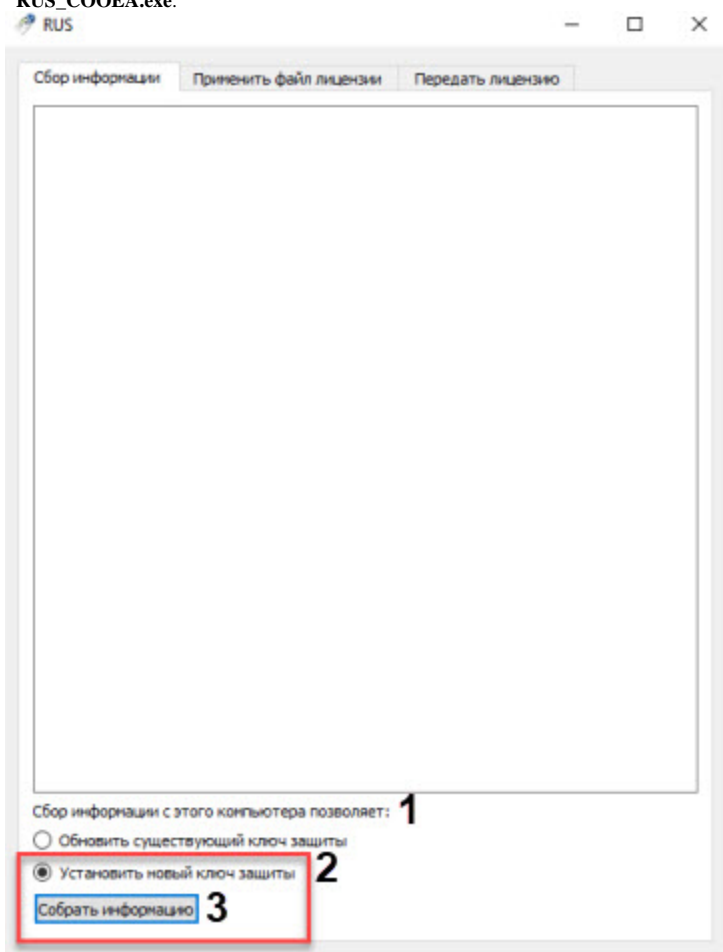 RUS_COOEA.exe.
RUS
Сбор информации Применить файл лицензии Передать лицензию
Сбор информации с этого компьютера позволяет: 1
Обновить существующий ключ защиты
Установить новый ключ защиты 2
Собрать информацию 3